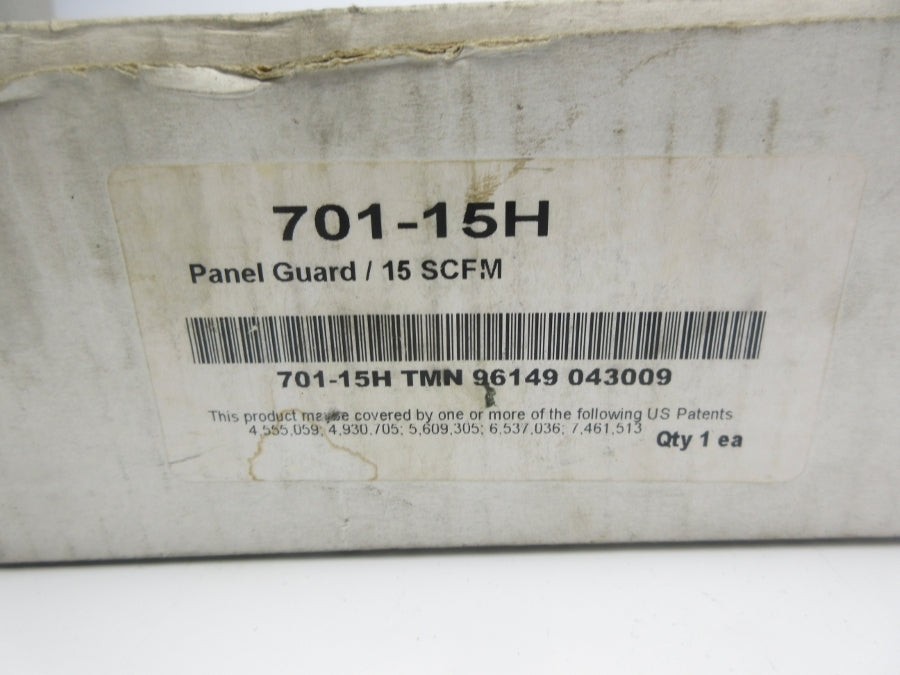 701-15H
Panel Guard / 15 SCFM
701-15H TMN 96149 043009
This product may be covered by one or more of the following US Patents
4,555,059; 4,930,705; 5,609,305; 6,537,036; 7,461,513
Qty 1 ea